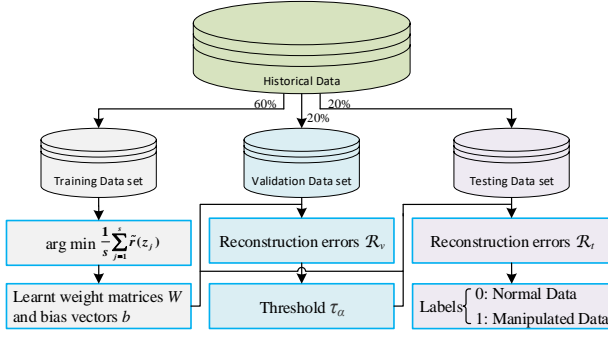 Historical Data
60%
20%
20%
Training Data set
Validation Data set
Testing Data set
arg min 1/s ∑_{j=1}^{s} r̃(z_j)
Reconstruction errors ℛ_v
Reconstruction errors ℛ_t
Learnt weight matrices W
and bias vectors b
Threshold τ_α
Labels { 0: Normal Data
1: Manipulated Data